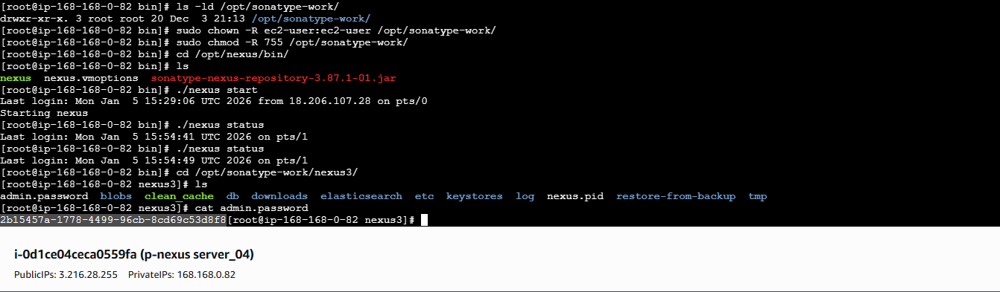 [root@ip-168-168-0-82 bin]# ls -ld /opt/sonatype-work/
drwxr-xr-x. 3 root root 20 Dec  3 21:13 /opt/sonatype-work/
[root@ip-168-168-0-82 bin]# sudo chown -R ec2-user:ec2-user /opt/sonatype-work/
[root@ip-168-168-0-82 bin]# sudo chmod -R 755 /opt/sonatype-work/
[root@ip-168-168-0-82 bin]# cd /opt/nexus/bin/
[root@ip-168-168-0-82 bin]# ls
nexus  nexus.vmoptions  sonatype-nexus-repository-3.87.1-01.jar
[root@ip-168-168-0-82 bin]# ./nexus start
Last login: Mon Jan  5 15:29:06 UTC 2026 from 18.206.107.28 on pts/0
Starting nexus
[root@ip-168-168-0-82 bin]# ./nexus status
Last login: Mon Jan  5 15:54:41 UTC 2026 on pts/1
[root@ip-168-168-0-82 bin]# ./nexus status
Last login: Mon Jan  5 15:54:49 UTC 2026 on pts/1
[root@ip-168-168-0-82 bin]# cd /opt/sonatype-work/nexus3/
[root@ip-168-168-0-82 nexus3]# ls
admin.password  blobs  clean_cache  db  downloads  elasticsearch  etc  keystores  log  nexus.pid  restore-from-backup  tmp
[root@ip-168-168-0-82 nexus3]# cat admin.password
2b15457a-1778-4499-96cb-8cd69c53d8f8[root@ip-168-168-0-82 nexus3]#
i-0d1ce04ceca0559fa (p-nexus server_04)
PublicIPs: 3.216.28.255    PrivateIPs: 168.168.0.82